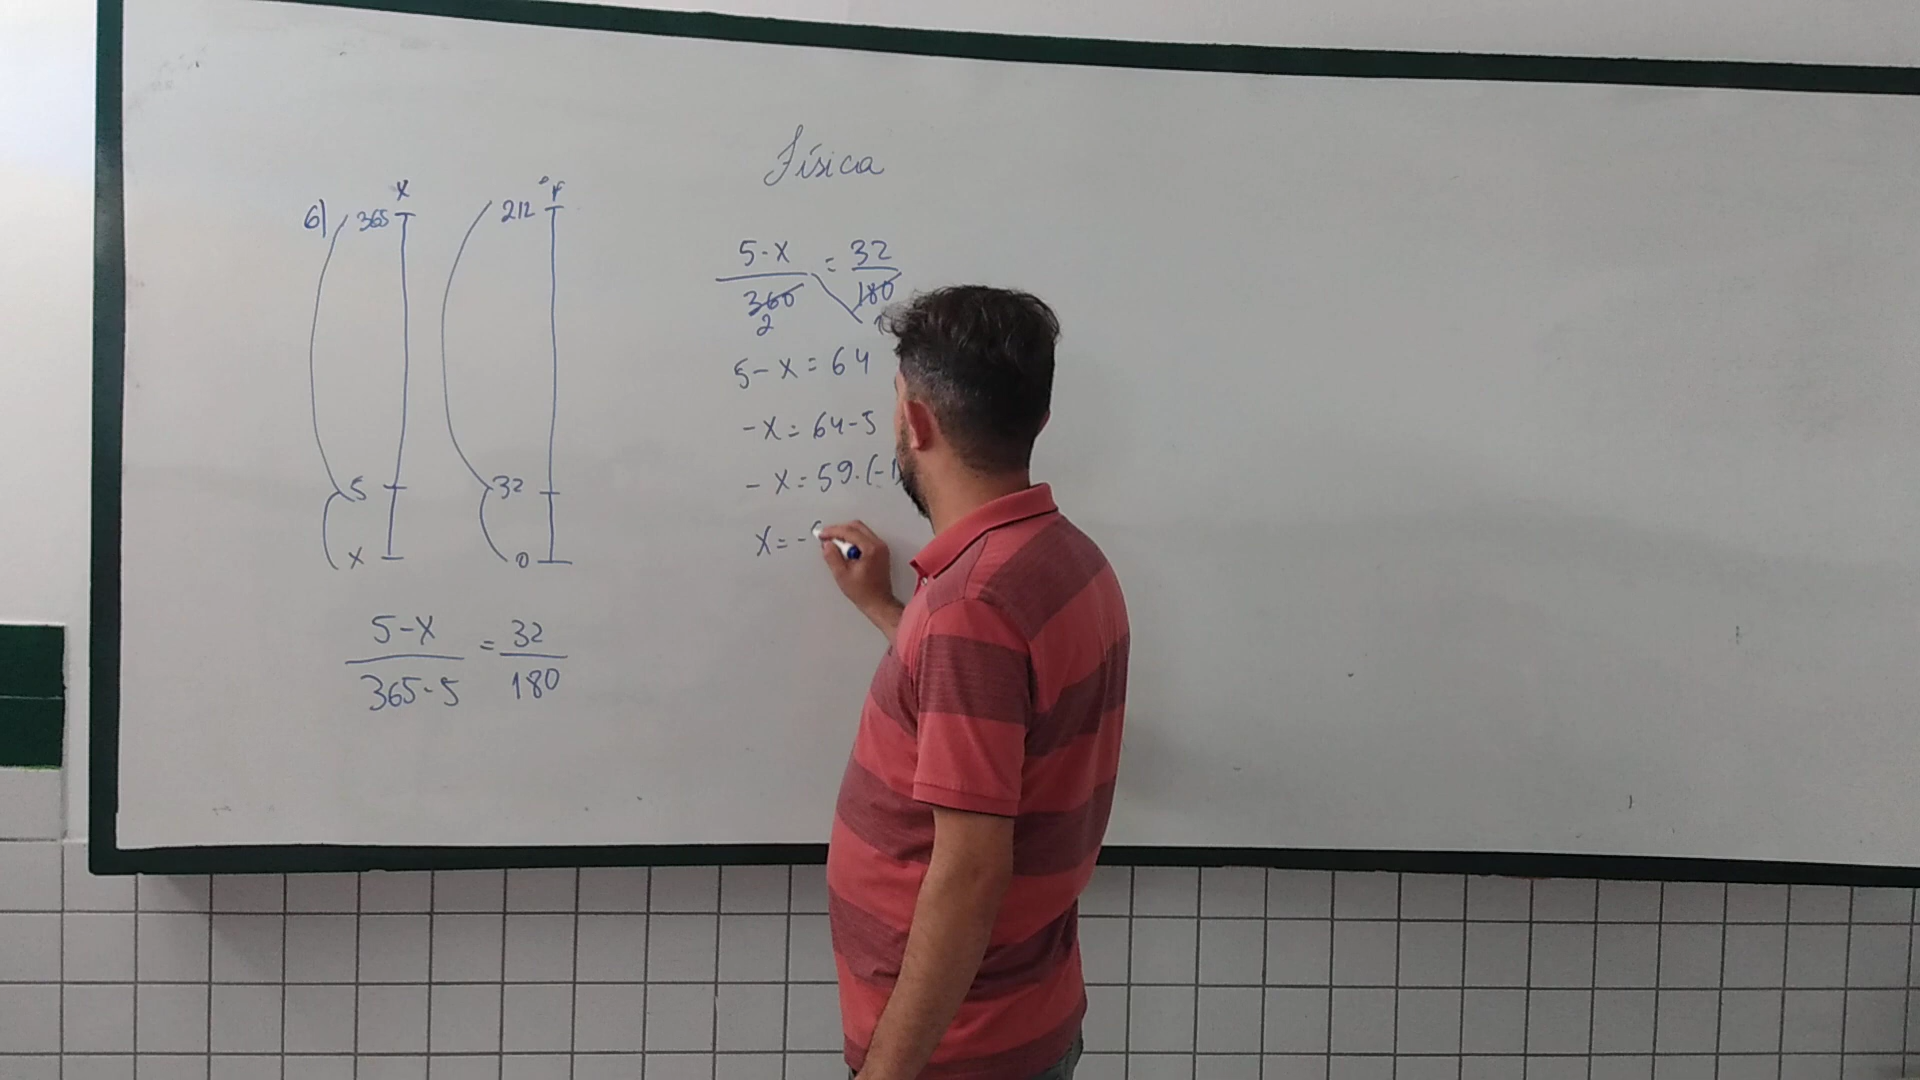 Física
6) 365 X
212 °F
5 32
X 0
5-X / 365-5 = 32 / 180
5-X / 360 = 32 / 180
2
5-X=64
-X=64-5
-X=59.(-1
X=-